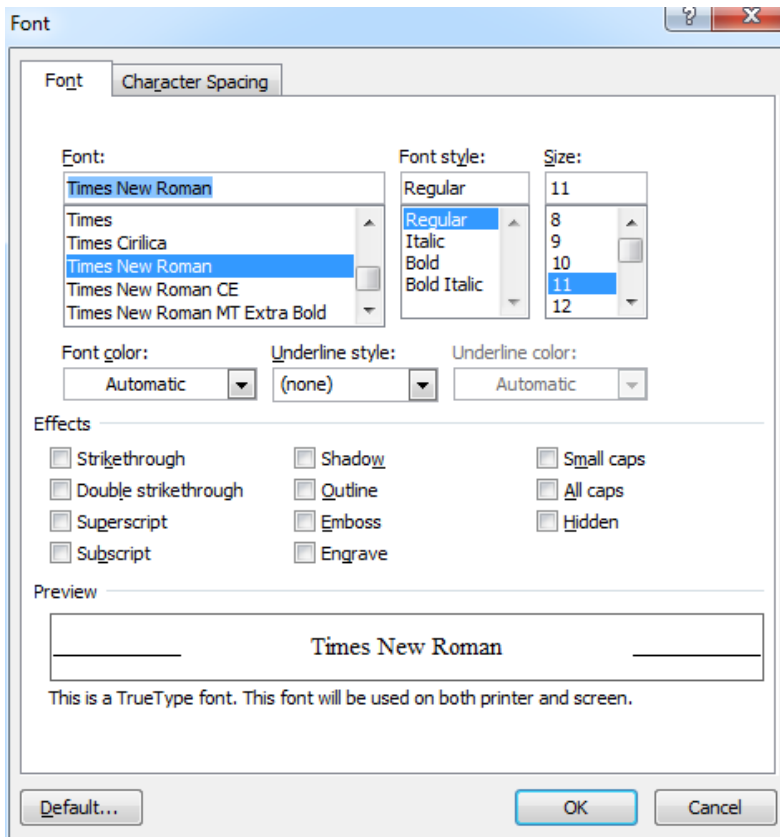 Font
? X
Font Character Spacing
Font: Font style: Size:
Times New Roman Regular 11
Times Regular 8
Times Cirilica Italic 9
Times New Roman Bold 10
Times New Roman CE Bold Italic 11
Times New Roman MT Extra Bold 12
Font color: Underline style: Underline color:
Automatic (none) Automatic
Effects
Strikethrough Shadow Small caps
Double strikethrough Outline All caps
Superscript Emboss Hidden
Subscript Engrave
Preview
Times New Roman
This is a TrueType font. This font will be used on both printer and screen.
Default... OK Cancel